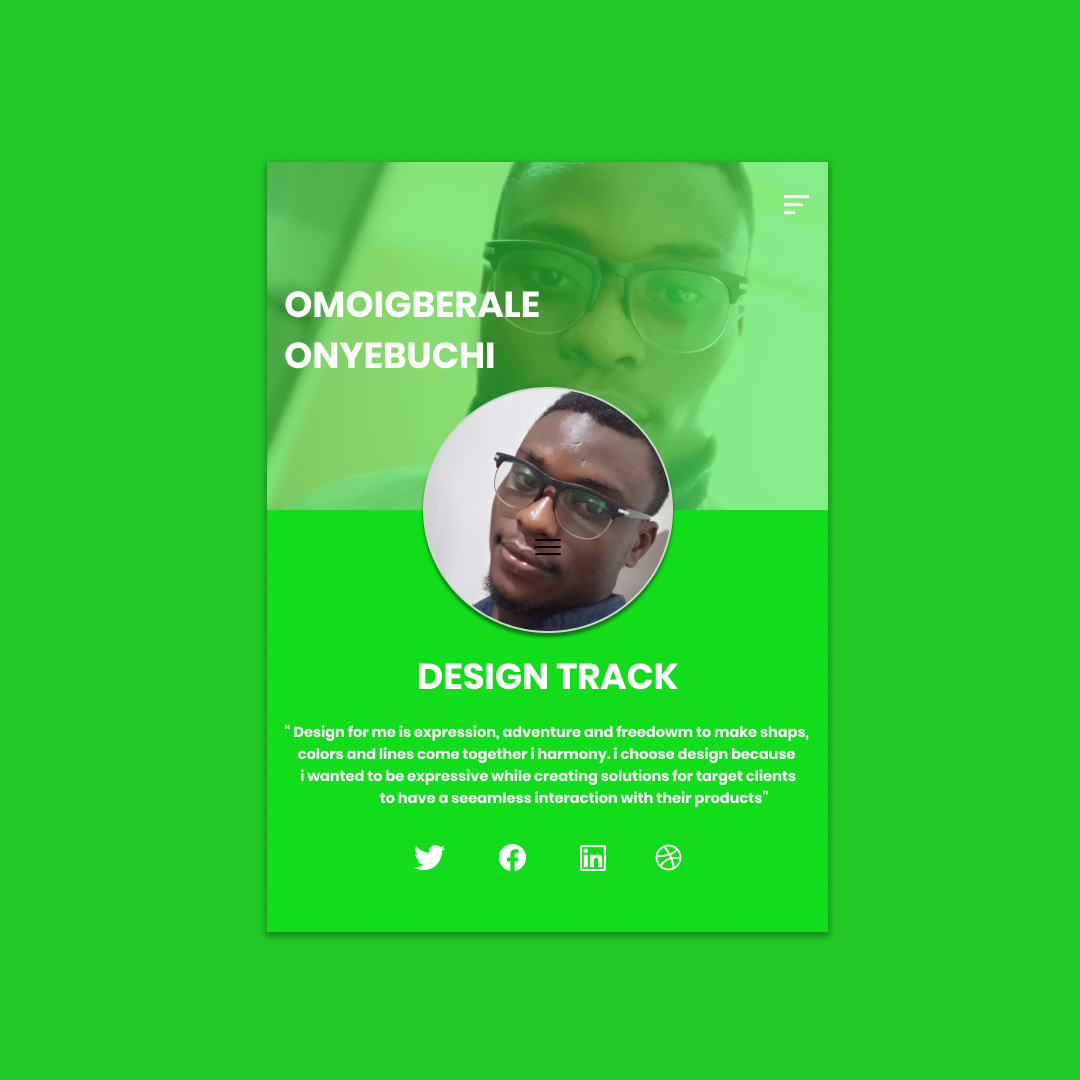 OMOIGBERALE
ONYEBUCHI
DESIGN TRACK
“ Design for me is expression, adventure and freedowm to make shaps,
colors and lines come together i harmony. i choose design because
i wanted to be expressive while creating solutions for target clients
to have a seeamless interaction with their products”